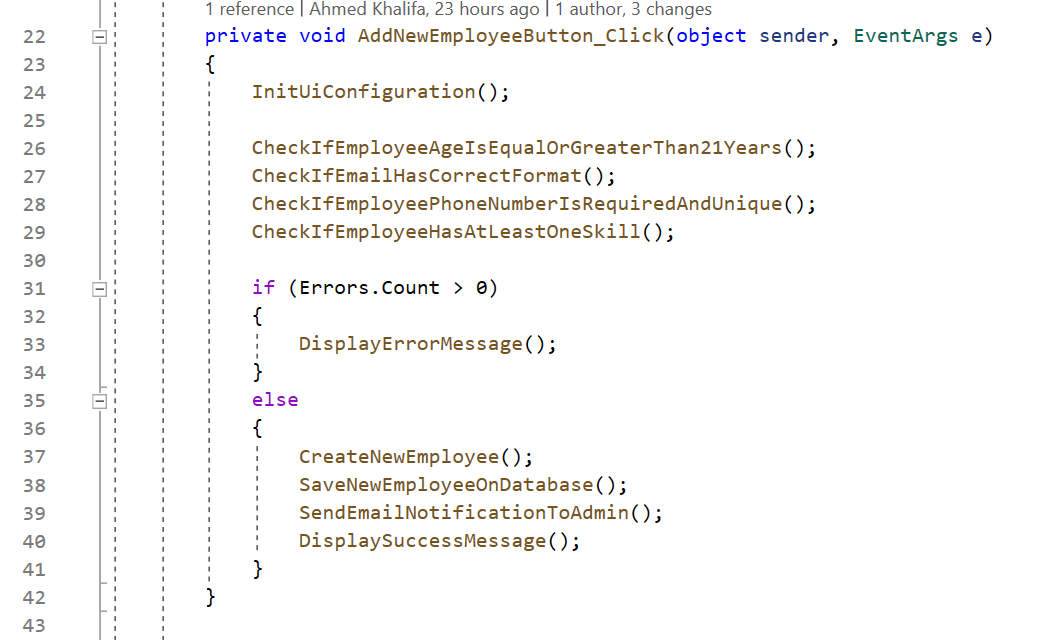 1 reference | Ahmed Khalifa, 23 hours ago | 1 author, 3 changes
22 private void AddNewEmployeeButton_Click(object sender, EventArgs e)
23 {
24 InitUiConfiguration();
25
26 CheckIfEmployeeAgeIsEqualOrGreaterThan21Years();
27 CheckIfEmailHasCorrectFormat();
28 CheckIfEmployeePhoneNumberIsRequiredAndUnique();
29 CheckIfEmployeeHasAtLeastOneSkill();
30
31 if (Errors.Count > 0)
32 {
33 DisplayErrorMessage();
34 }
35 else
36 {
37 CreateNewEmployee();
38 SaveNewEmployeeOnDatabase();
39 SendEmailNotificationToAdmin();
40 DisplaySuccessMessage();
41 }
42 }
43